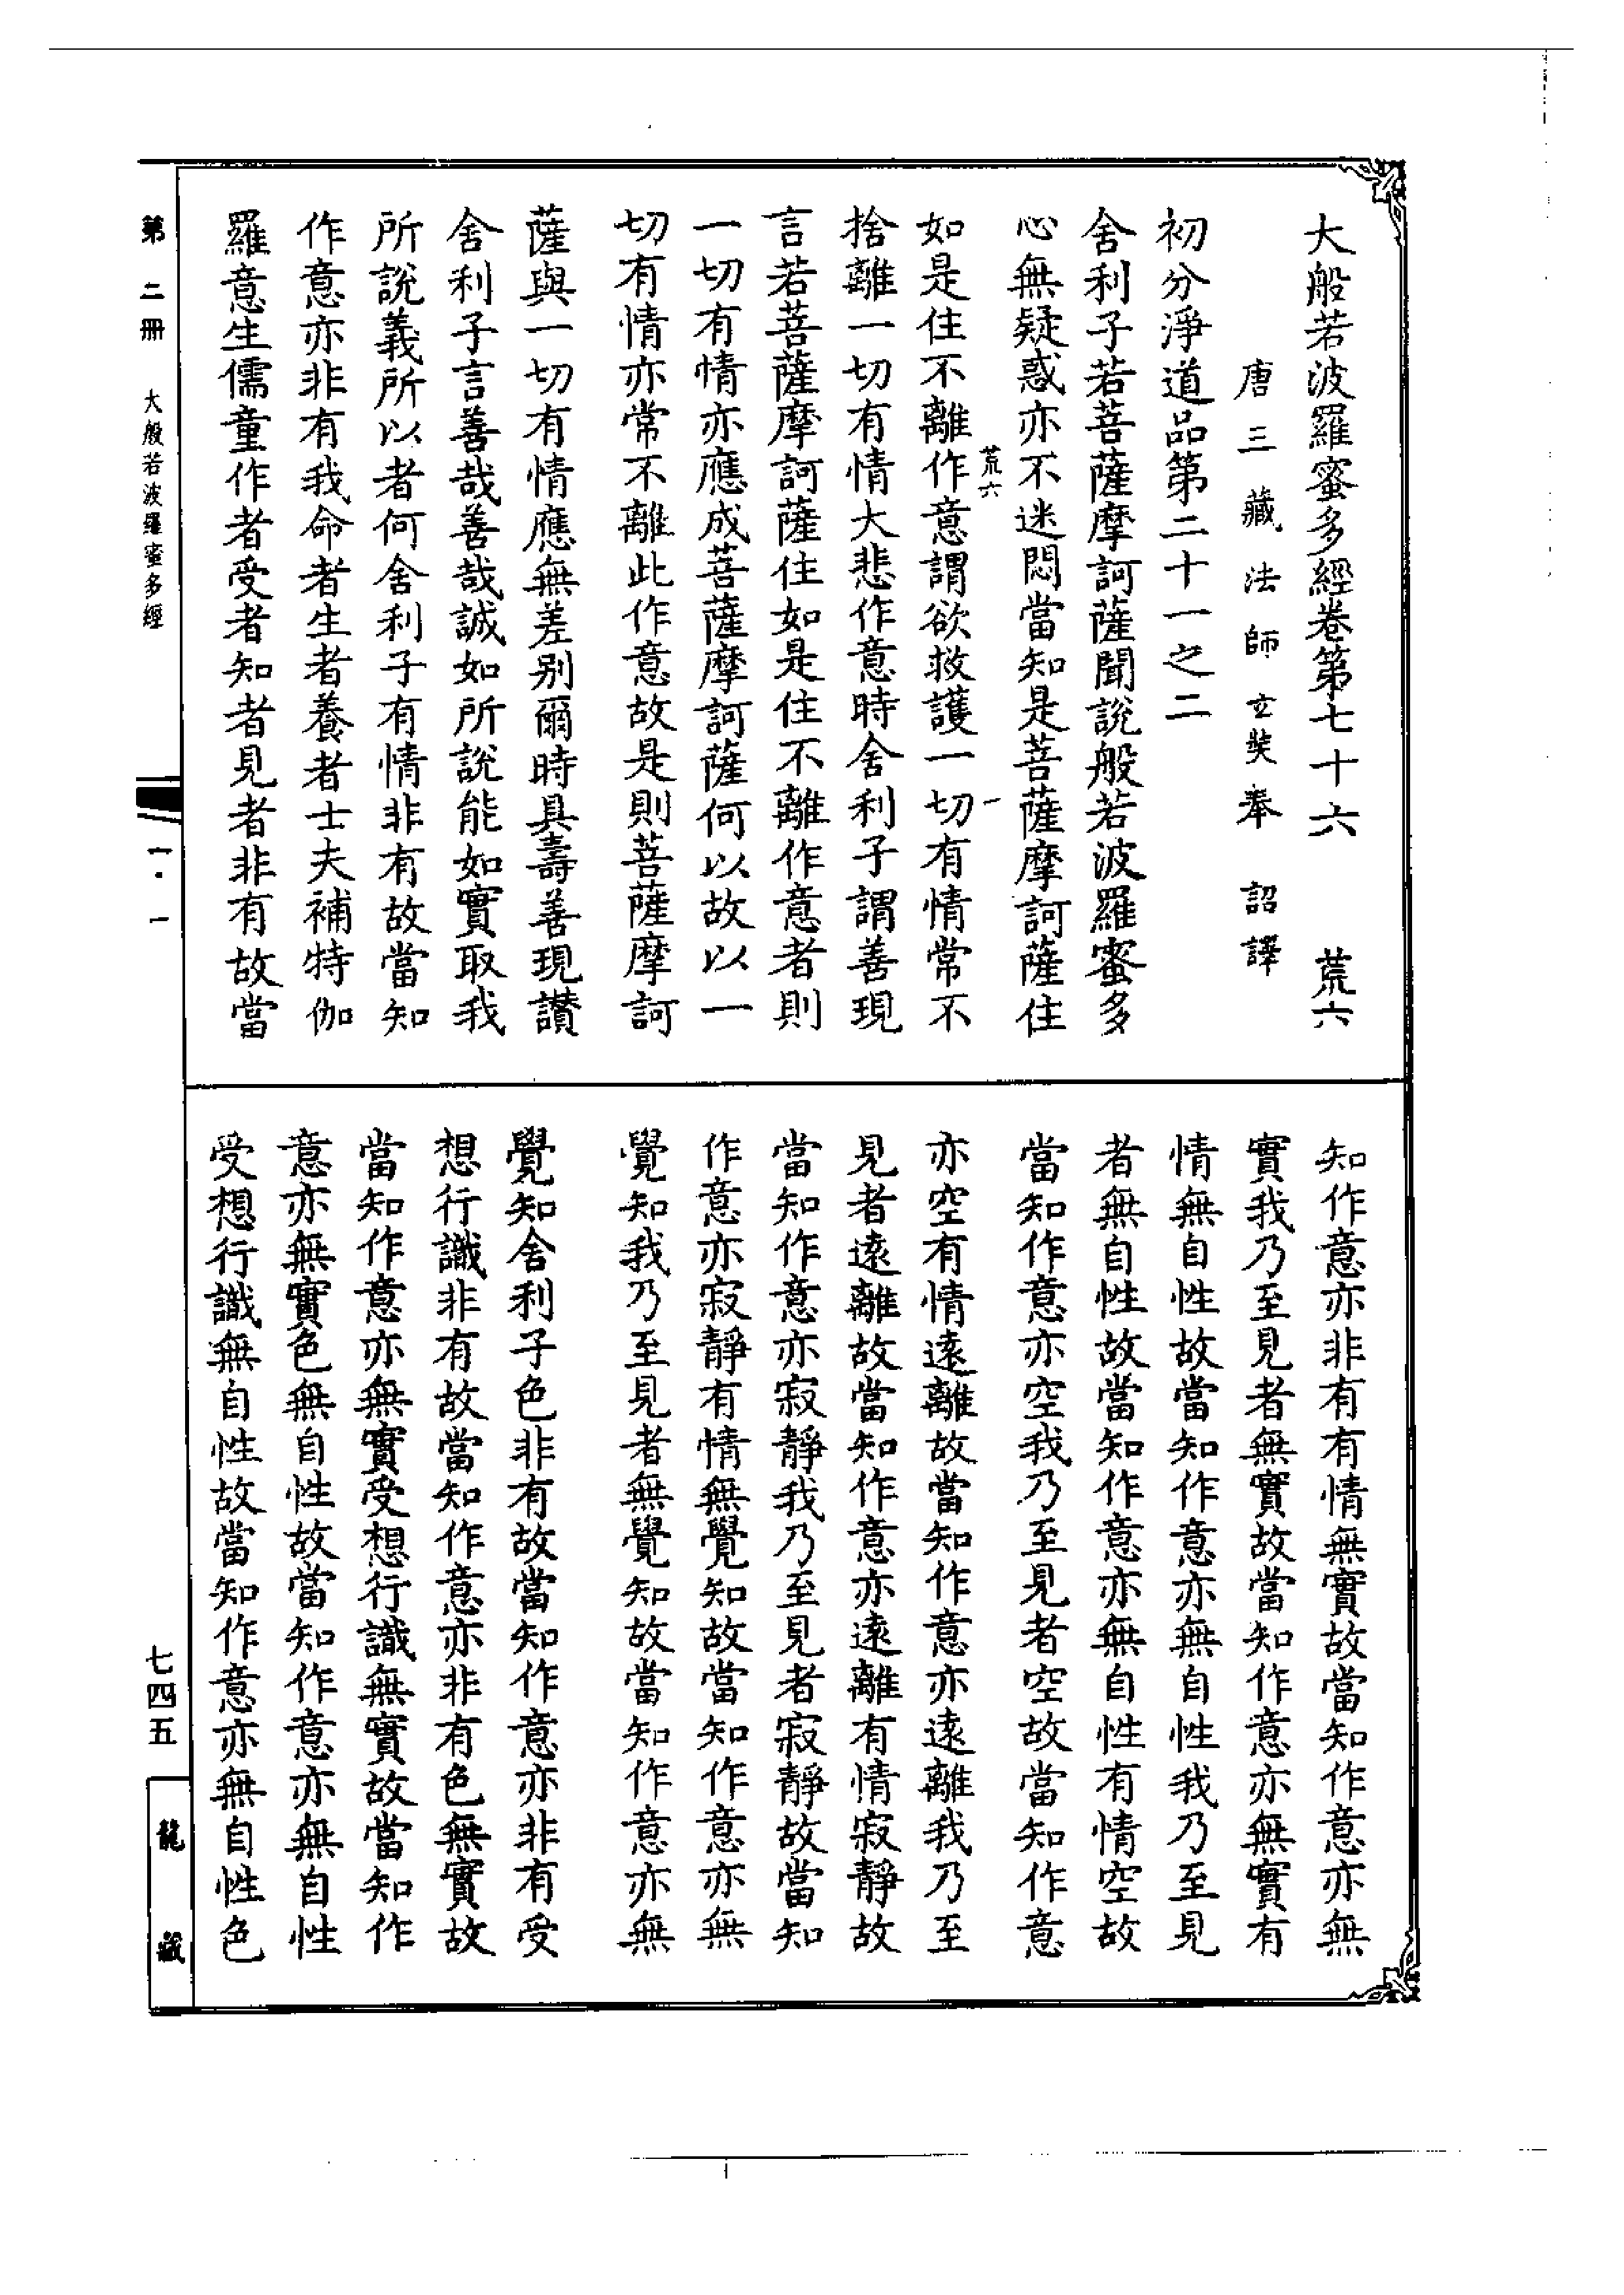 大般若波羅蜜多經卷第七十六　荒六
唐三藏法師玄奘奉　詔譯
初分淨道品第二十一之二
舍利子若菩薩摩訶薩聞說般若波羅蜜多
心無疑惑亦不迷悶當知是菩薩摩訶薩住
荒六　一
如是住不離作意謂欲救護一切有情常不
捨離一切有情大悲作意時舍利子謂善現
言若菩薩摩訶薩住如是住不離作意者則
一切有情亦應成菩薩摩訶薩何以故以一
切有情亦常不離此作意故是則菩薩摩訶
薩與一切有情應無差别爾時具壽善現讃
舍利子言善哉善哉誠如所說能如實取我
所說義所以者何舍利子有情非有故當知
作意亦非有我命者生者養者士夫補特伽
羅意生儒童作者受者知者見者非有故當
知作意亦非有有情無實故當知作意亦無
實我乃至見者無實故當知作意亦無實有
情無自性故當知作意亦無自性我乃至見
者無自性故當知作意亦無自性有情空故
當知作意亦空我乃至見者空故當知作意
亦空有情遠離故當知作意亦遠離我乃至
見者遠離故當知作意亦遠離有情寂靜故
當知作意亦寂靜我乃至見者寂靜故當知
作意亦寂靜有情無覺知故當知作意亦無
覺知我乃至見者無覺知故當知作意亦無
覺知舍利子色非有故當知作意亦非有受
想行識非有故當知作意亦非有色無實故
當知作意亦無實受想行識無實故當知作
意亦無實色無自性故當知作意亦無自性
受想行識無自性故當知作意亦無自性色
第二冊　大般若波羅蜜多經
一·一
七四五
龍藏